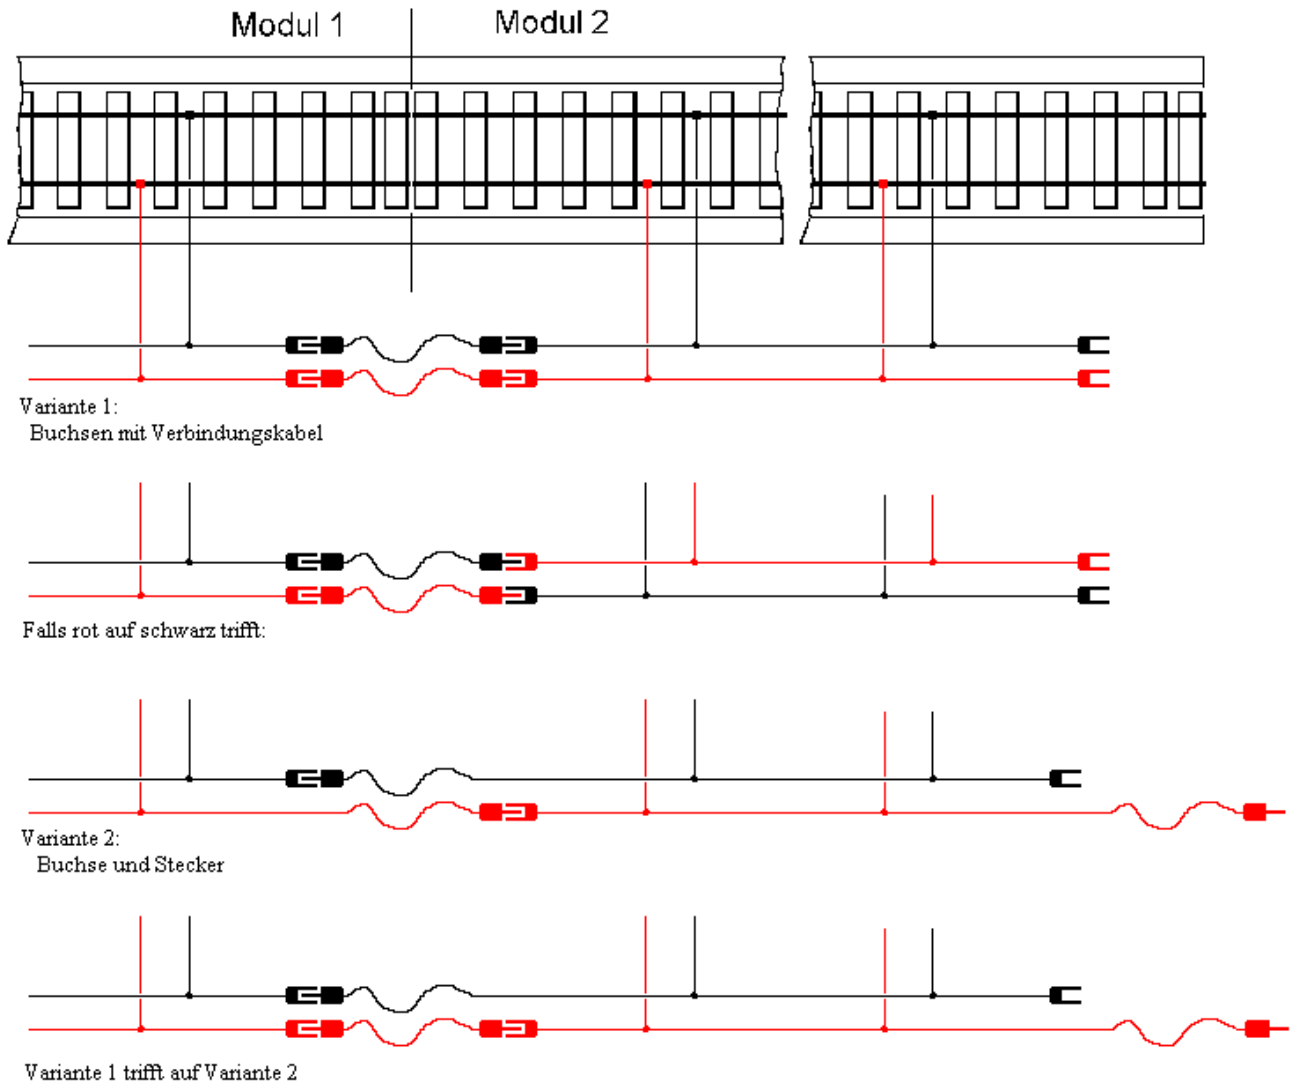 Modul 1
Modul 2
Variante 1:
Buchsen mit Verbindungskabel
Falls rot auf schwarz trifft:
Variante 2:
Buchse und Stecker
Variante 1 trifft auf Variante 2